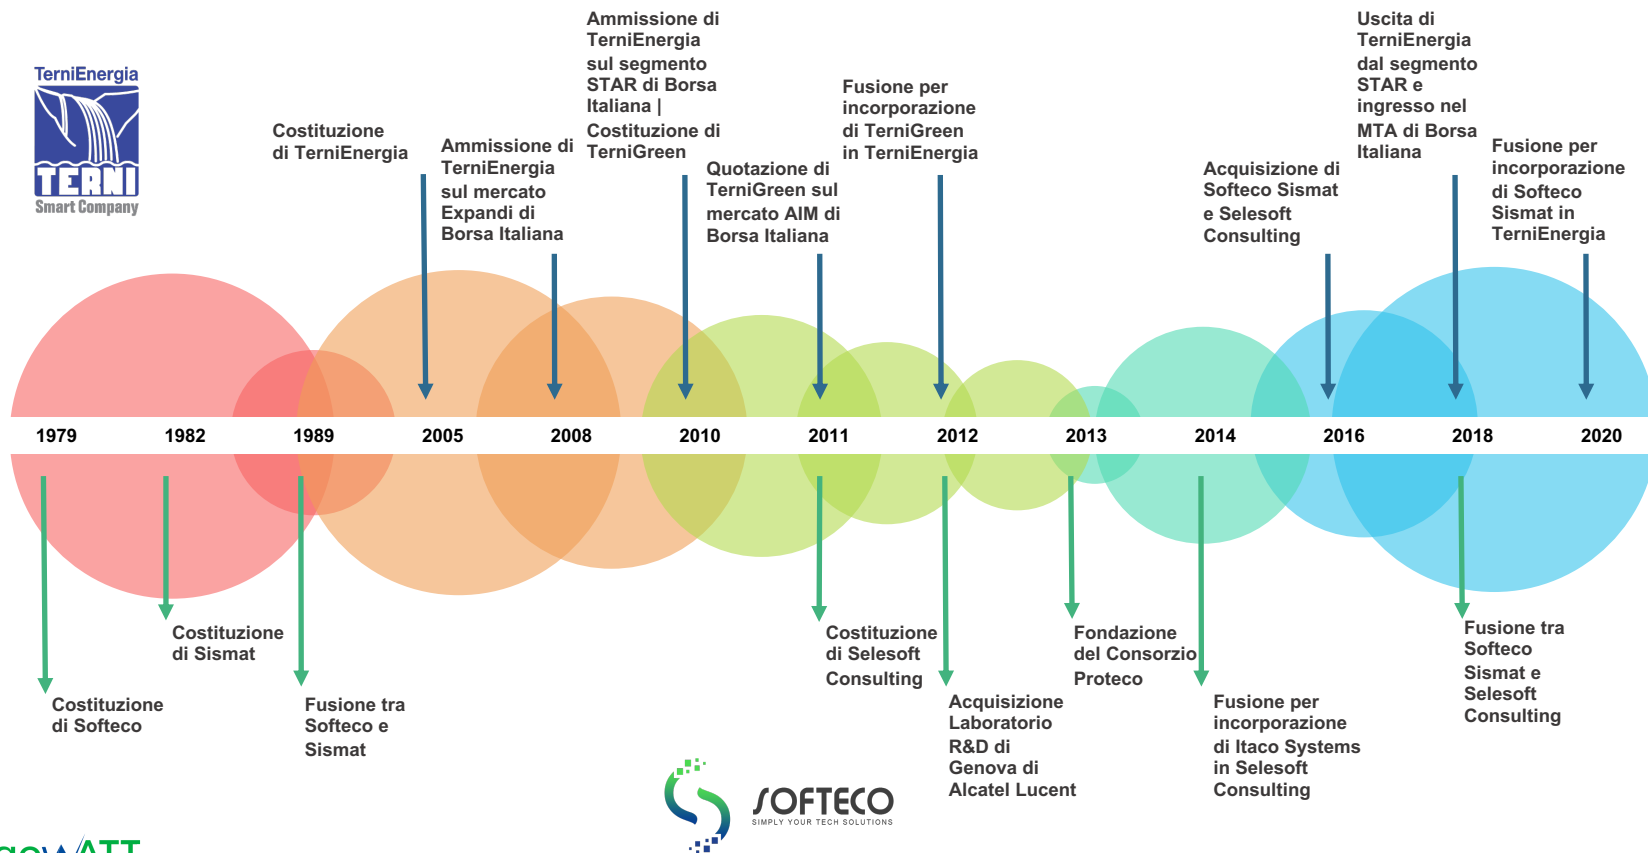 TerniEnergia
TERNI
Smart Company
Costituzione
di TerniEnergia
Ammissione di
TerniEnergia
sul mercato
Expandi di
Borsa Italiana
Ammissione di
TerniEnergia
sul segmento
STAR di Borsa
Italiana |
Costituzione di
TerniGreen
Quotazione di
TerniGreen sul
mercato AIM di
Borsa Italiana
Fusione per
incorporazione
di TerniGreen
in TerniEnergia
Acquisizione di
Softeco Sismat
e Selesoft
Consulting
Uscita di
TerniEnergia
dal segmento
STAR e
ingresso nel
MTA di Borsa
Italiana
Fusione per
incorporazione
di Softeco
Sismat in
TerniEnergia
1979 1982 1989 2005 2008 2010 2011 2012 2013 2014 2016 2018 2020
Costituzione
di Softeco
Costituzione
di Sismat
Fusione tra
Softeco e
Sismat
Costituzione
di Selesoft
Consulting
Acquisizione
Laboratorio
R&D di
Genova di
Alcatel Lucent
Fondazione
del Consorzio
Proteco
Fusione per
incorporazione
di Itaco Systems
in Selesoft
Consulting
Fusione tra
Softeco
Sismat e
Selesoft
Consulting
SOFTECO
SIMPLY YOUR TECH SOLUTIONS